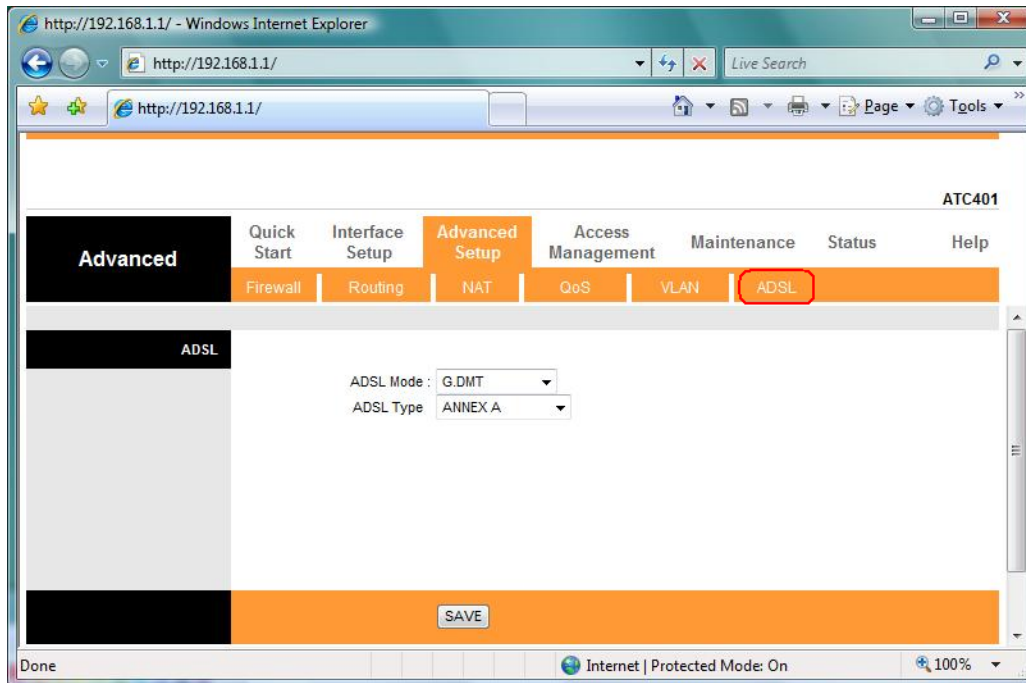 http://192.168.1.1/ - Windows Internet Explorer
http://192.168.1.1/
Live Search
http://192.168.1.1/
Page
Tools
ATC401
Advanced
Quick Start
Interface Setup
Advanced Setup
Access Management
Maintenance
Status
Help
Firewall
Routing
NAT
QoS
VLAN
ADSL
ADSL
ADSL Mode : G.DMT
ADSL Type ANNEX A
SAVE
Done
Internet | Protected Mode: On
100%